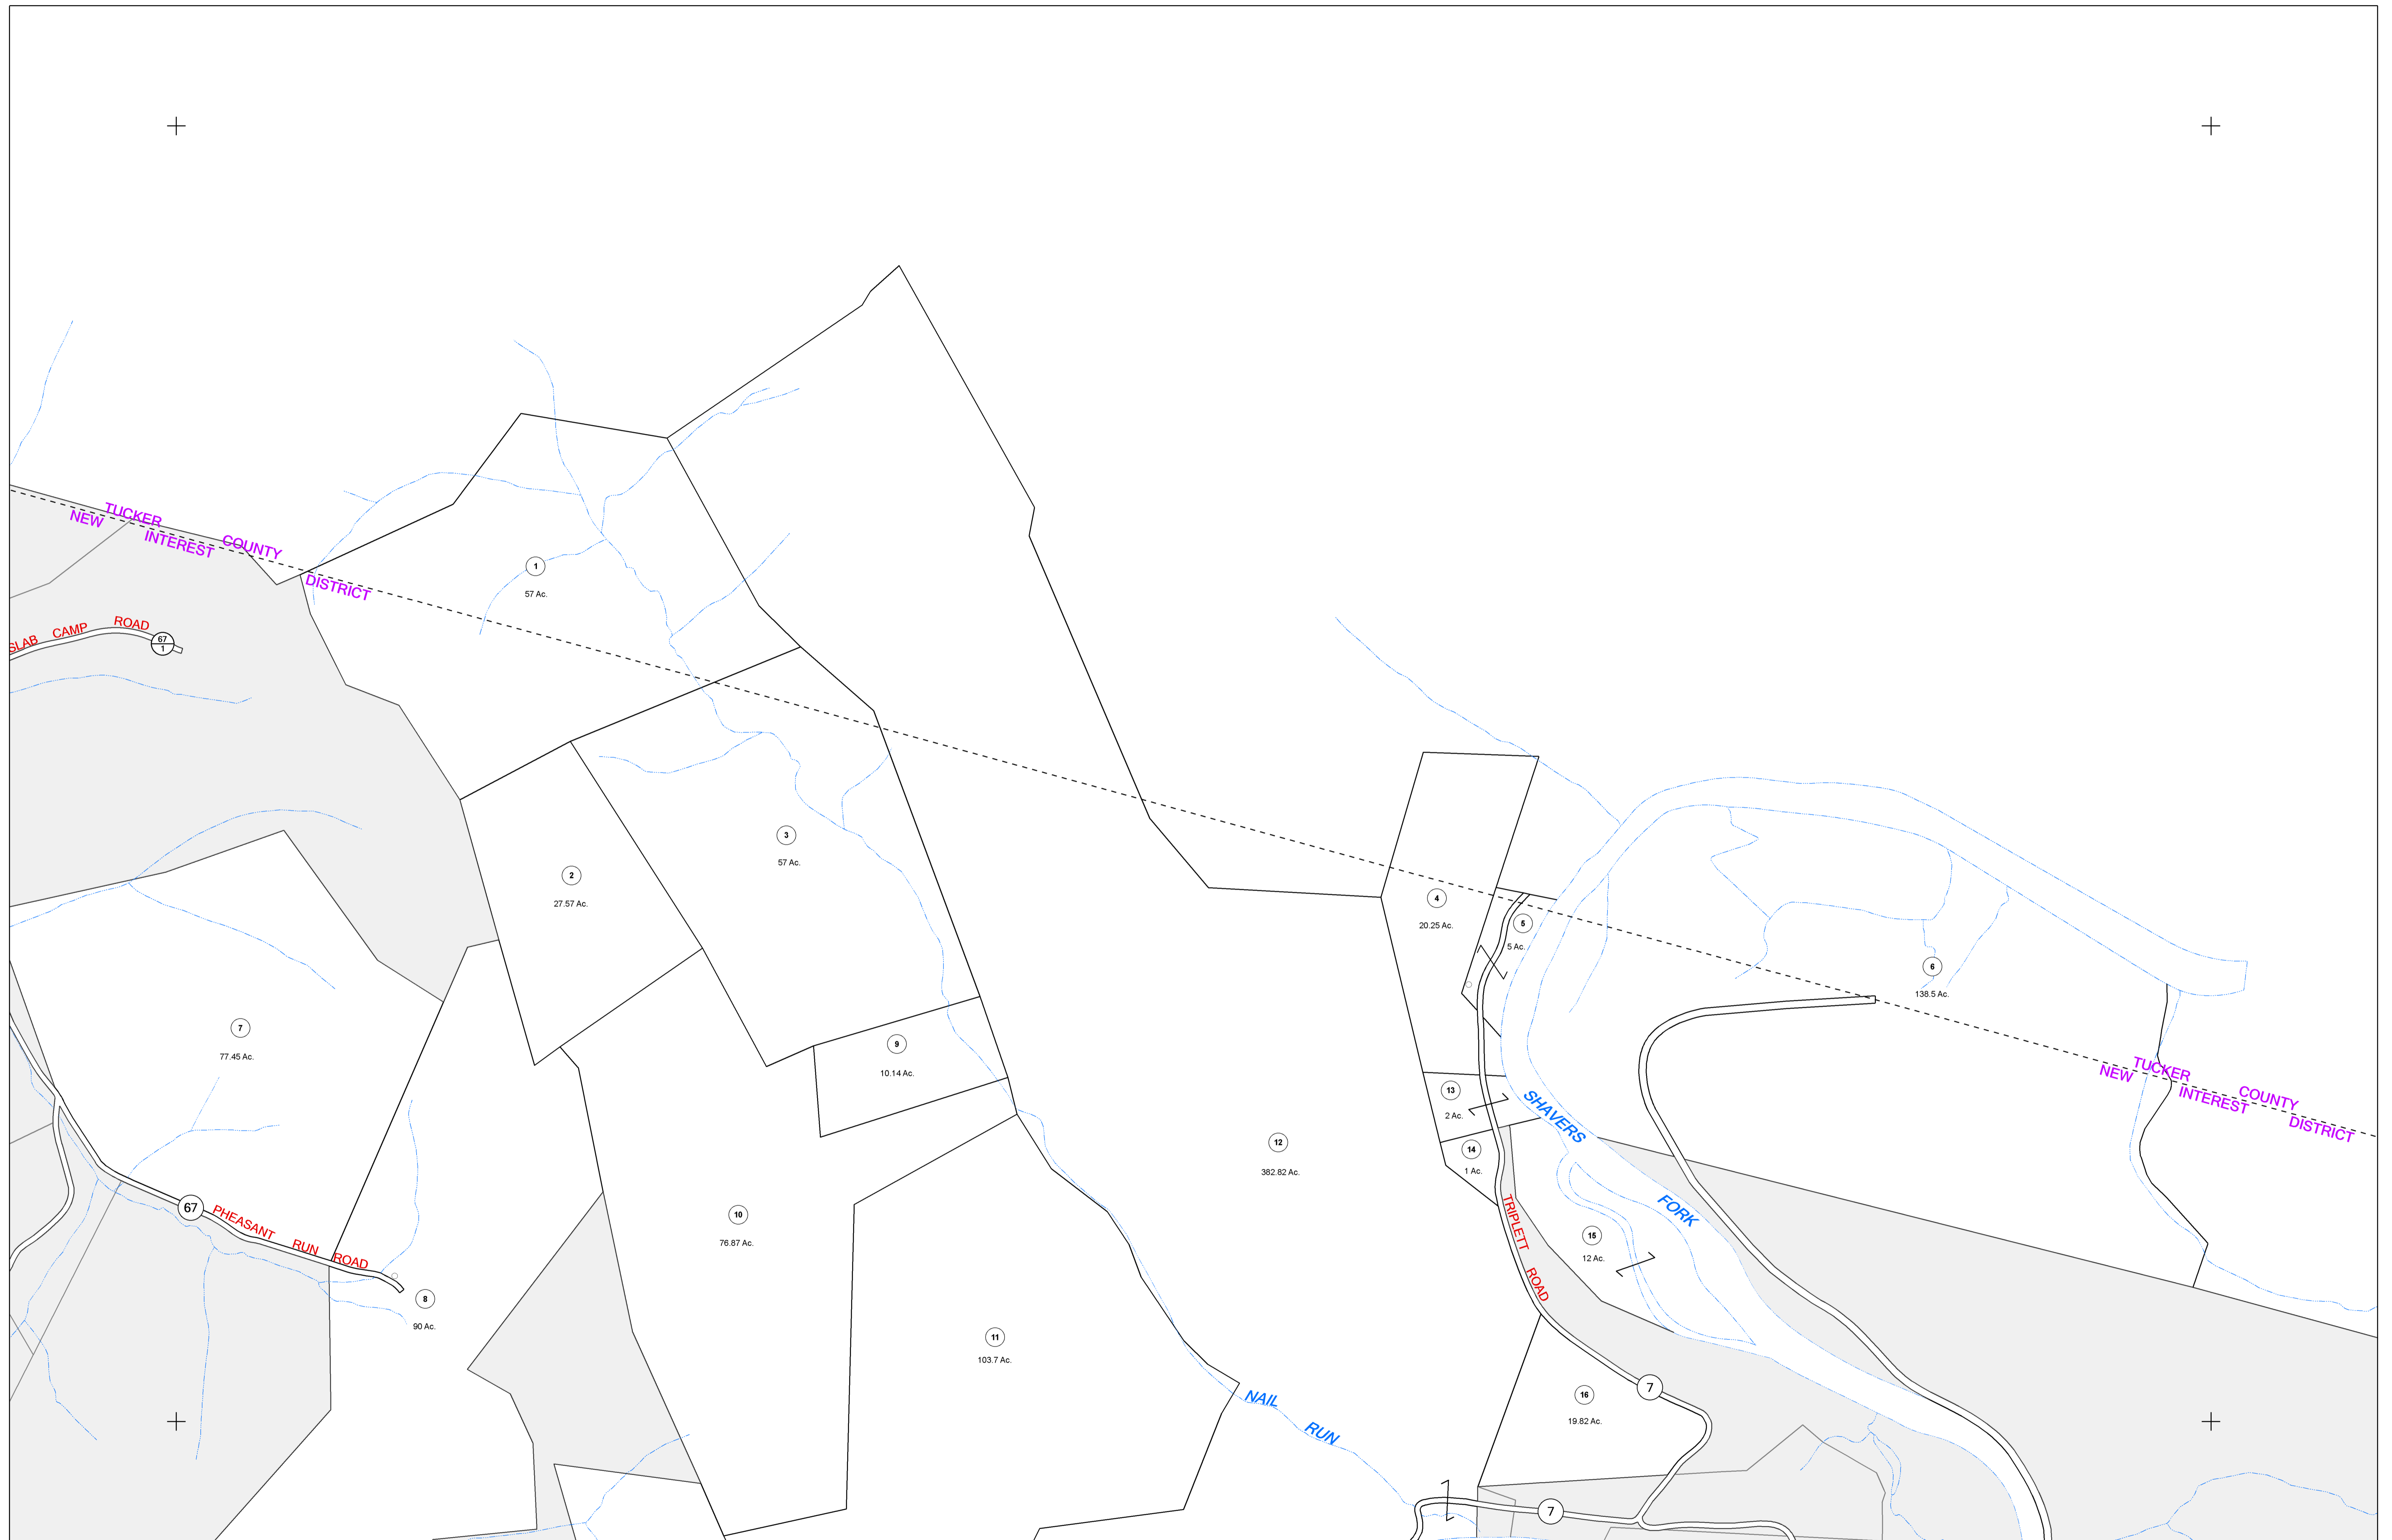 TUCKER COUNTY
NEW INTEREST DISTRICT
1
57 Ac.
SLAB CAMP ROAD
67
1
3
57 Ac.
2
27.57 Ac.
4
20.25 Ac.
5
5 Ac.
6
138.5 Ac.
7
77.45 Ac.
9
10.14 Ac.
TUCKER COUNTY
NEW INTEREST DISTRICT
13
2 Ac.
SHAVERS FORK
12
382.82 Ac.
14
1 Ac.
67
PHEASANT RUN ROAD
10
76.87 Ac.
TRIPLETT ROAD
15
12 Ac.
8
90 Ac.
11
103.7 Ac.
NAIL RUN
7
16
19.82 Ac.
7